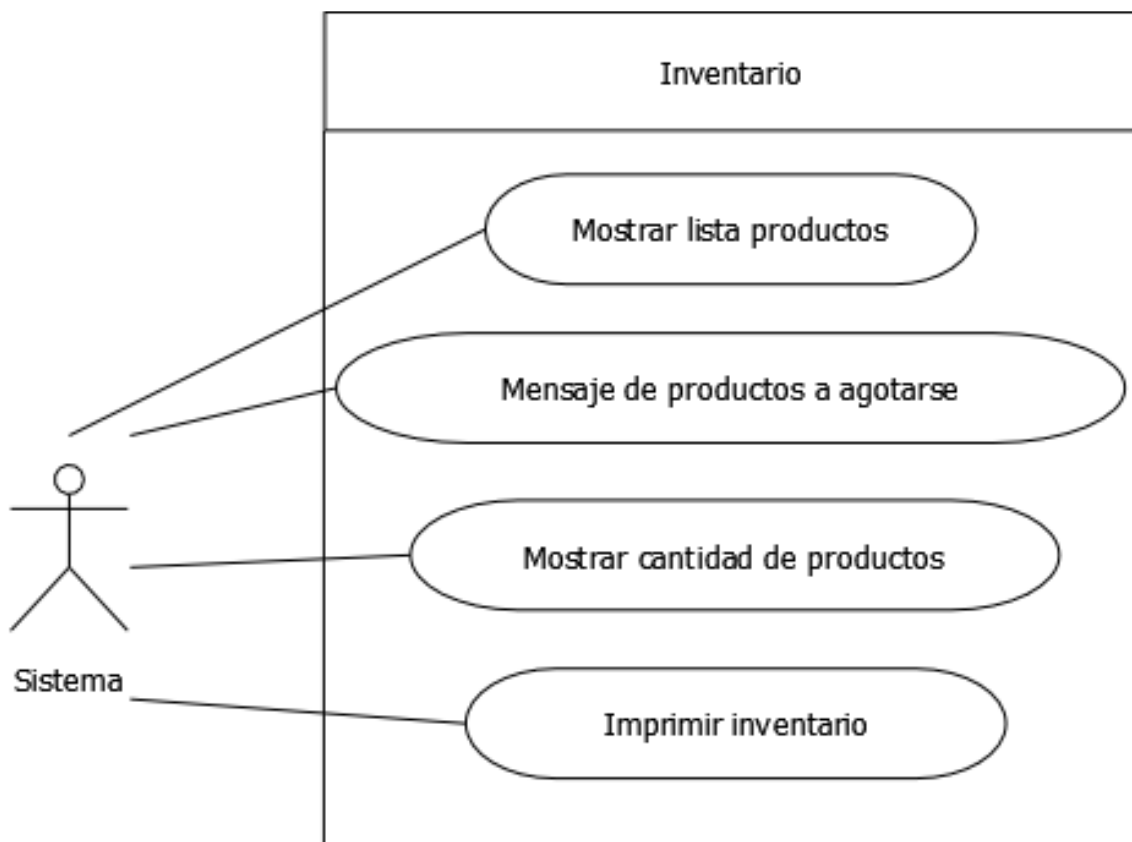 Inventario
Mostrar lista productos
Mensaje de productos a agotarse
Mostrar cantidad de productos
Sistema
Imprimir inventario